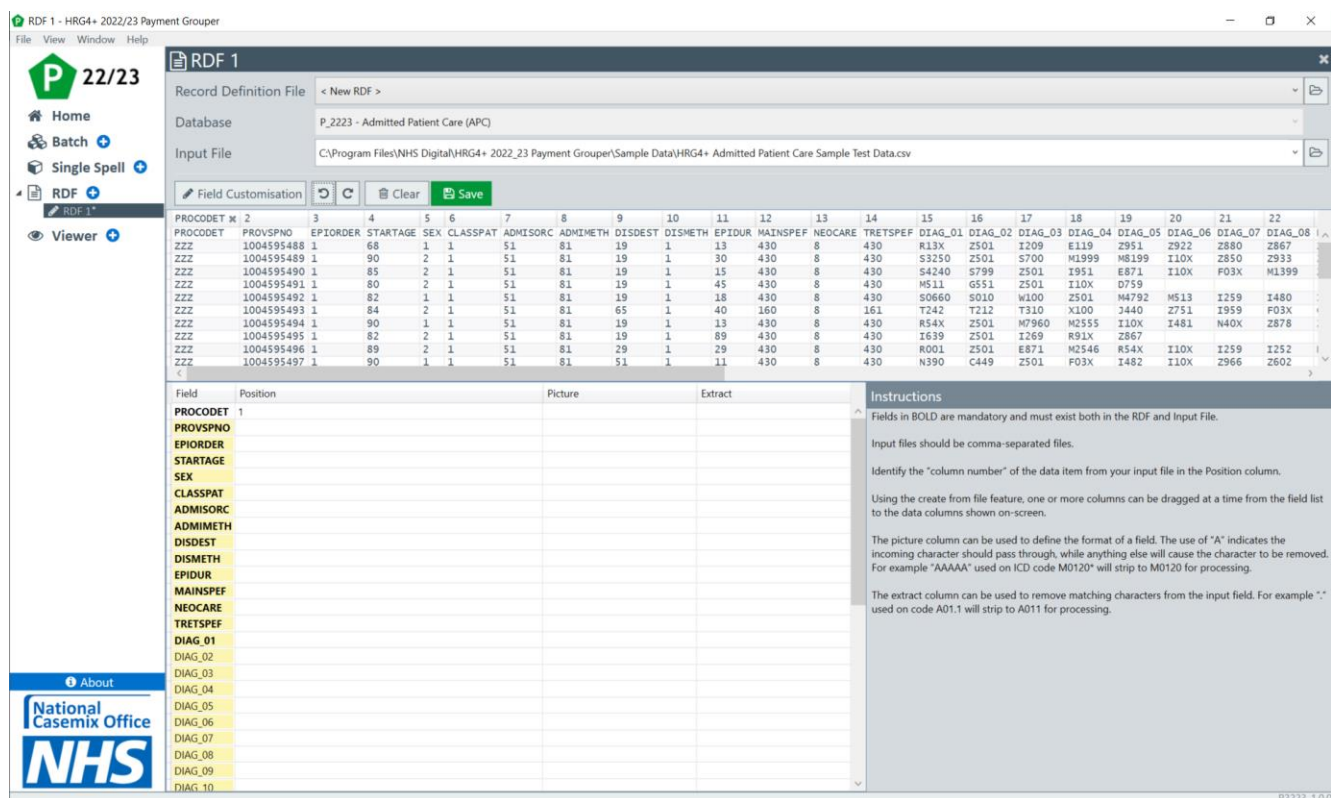 RDF 1 - HRG4+ 2022/23 Payment Grouper
File View Window Help
P 22/23
Home
Batch
Single Spell
RDF
RDF 1*
Viewer
RDF 1
Record Definition File < New RDF >
Database P_2223 - Admitted Patient Care (APC)
Input File C:\Program Files\NHS Digital\HRG4+ 2022_23 Payment Grouper\Sample Data\HRG4+ Admitted Patient Care Sample Test Data.csv
Field Customisation Clear Save
PROCODET 2 3 4 5 6 7 8 9 10 11 12 13 14 15 16 17 18 19 20 21 22
PROCODET PROVSPNO EPIORDER STARTAGE SEX CLASSPAT ADMISORC ADMIMETH DISDEST DISMETH EPIDUR MAINSPEF NEOCARE TRETSPEF DIAG_01 DIAG_02 DIAG_03 DIAG_04 DIAG_05 DIAG_06 DIAG_07 DIAG_08
ZZZ 1004595488 1 68 1 1 51 81 19 1 13 430 8 430 R13X Z501 I209 E119 Z951 Z922 Z880 Z867
ZZZ 1004595489 1 90 2 1 51 81 19 1 30 430 8 430 S3250 Z501 S700 M1999 M8199 I10X Z850 Z933
ZZZ 1004595490 1 85 2 1 51 81 19 1 15 430 8 430 S4240 S799 Z501 I951 E871 I10X F03X M1399
ZZZ 1004595491 1 80 2 1 51 81 19 1 45 430 8 430 M511 G551 Z501 I10X D759
ZZZ 1004595492 1 82 1 1 51 81 19 1 18 430 8 430 S0660 S010 W100 Z501 M4792 M513 I259 I480
ZZZ 1004595493 1 84 2 1 51 81 65 1 40 160 8 161 T242 T212 T310 X100 J440 Z751 I959 F03X
ZZZ 1004595494 1 90 1 1 51 81 19 1 13 430 8 430 R54X Z501 M7960 M2555 I10X I481 N40X Z878
ZZZ 1004595495 1 82 2 1 51 81 19 1 89 430 8 430 I639 Z501 I269 R91X Z867
ZZZ 1004595496 1 89 2 1 51 81 29 1 29 430 8 430 R001 Z501 E871 M2546 R54X I10X I259 I252
ZZZ 1004595497 1 90 1 1 51 81 51 1 11 430 8 430 N390 C449 Z501 F03X I482 I10X Z966 Z602
Field Position Picture Extract
PROCODET 1
PROVSPNO
EPIORDER
STARTAGE
SEX
CLASSPAT
ADMISORC
ADMIMETH
DISDEST
DISMETH
EPIDUR
MAINSPEF
NEOCARE
TRETSPEF
DIAG_01
DIAG_02
DIAG_03
DIAG_04
DIAG_05
DIAG_06
DIAG_07
DIAG_08
DIAG_09
DIAG_10
Instructions
Fields in BOLD are mandatory and must exist both in the RDF and Input File.
Input files should be comma-separated files.
Identify the "column number" of the data item from your input file in the Position column.
Using the create from file feature, one or more columns can be dragged at a time from the field list
to the data columns shown on-screen.
The picture column can be used to define the format of a field. The use of "A" indicates the
incoming character should pass through, while anything else will cause the character to be removed.
For example "AAAAA" used on ICD code M0120* will strip to M0120 for processing.
The extract column can be used to remove matching characters from the input field. For example "."
used on code A01.1 will strip to A011 for processing.
About
National
Casemix Office
NHS